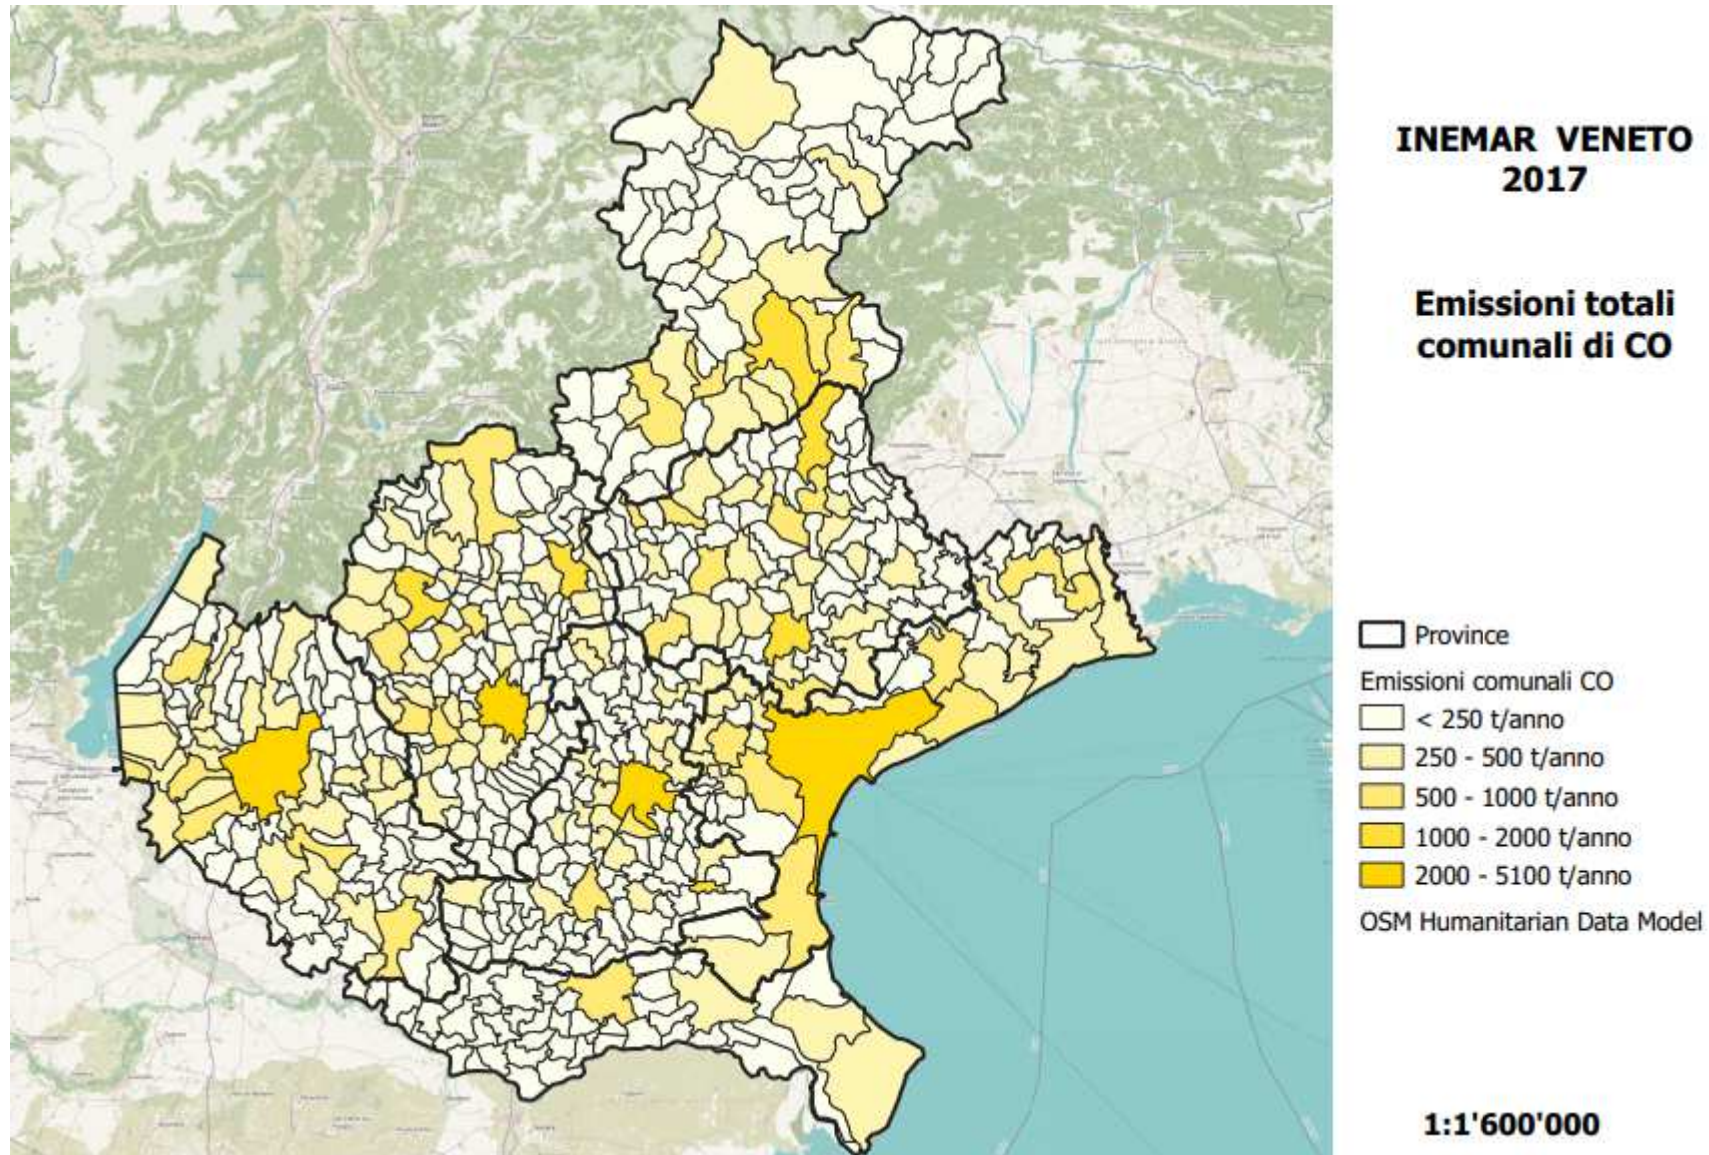 INEMAR VENETO
2017
Emissioni totali
comunali di CO
Province
Emissioni comunali CO
< 250 t/anno
250 - 500 t/anno
500 - 1000 t/anno
1000 - 2000 t/anno
2000 - 5100 t/anno
OSM Humanitarian Data Model
1:1'600'000